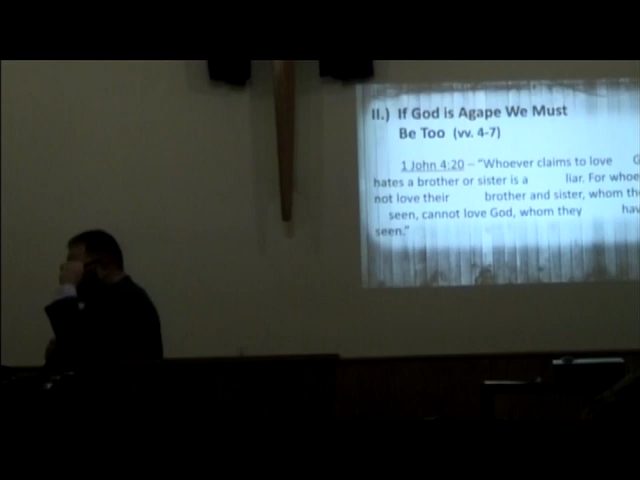 II.) If God is Agape We Must
Be Too (vv. 4-7)
1 John 4:20 – “Whoever claims to love
hates a brother or sister is a liar. For whoe
not love their brother and sister, whom the
seen, cannot love God, whom they hav
seen.”